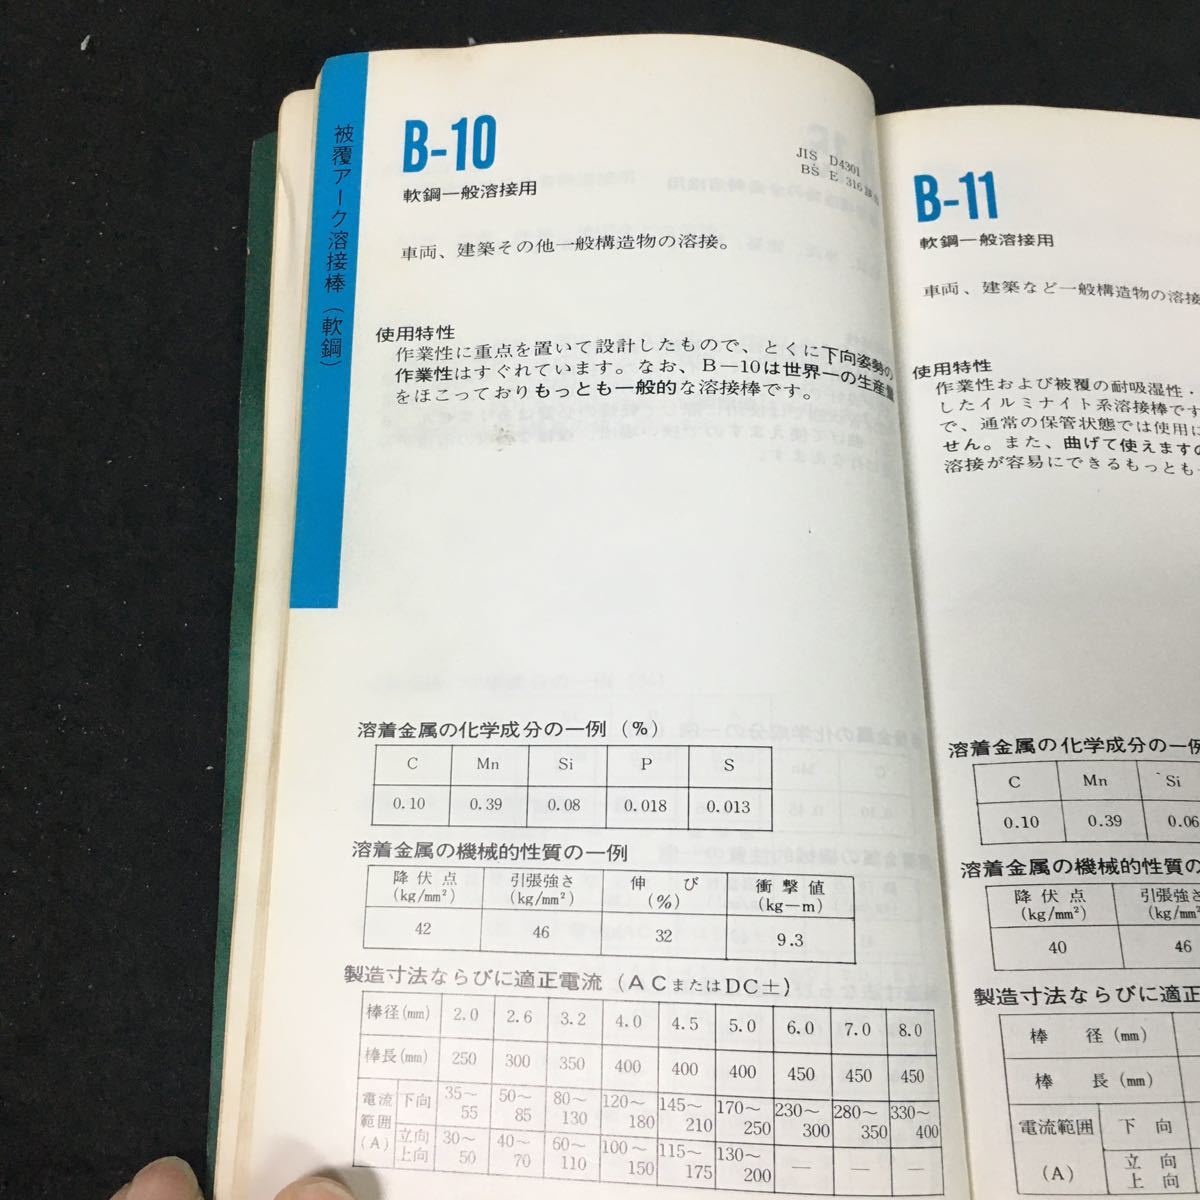 被覆アーク溶接棒(軟鋼)
B-10
JIS D4301
BS E 316
軟鋼一般溶接用
車両、建築その他一般構造物の溶接。
使用特性
作業性に重点を置いて設計したもので、とくに下向姿勢の
作業性はすぐれています。なお、B-10は世界一の生産量
をほこっておりもっとも一般的な溶接棒です。
溶着金属の化学成分の一例(%)
C Mn Si P S
0.10 0.39 0.08 0.018 0.013
溶着金属の機械的性質の一例
降伏点(kg/mm²) 引張強さ(kg/mm²) 伸び(%) 衝撃値(kg-m)
42 46 32 9.3
製造寸法ならびに適正電流(ACまたはDC±)
棒径(mm) 2.0 2.6 3.2 4.0 4.5 5.0 6.0 7.0 8.0
棒長(mm) 250 300 350 400 400 400 450 450 450
電流範囲(A) 下向 35~55 50~85 80~130 120~180 145~210 170~250 230~300 280~350 330~400
立向上向 30~50 40~70 60~110 100~150 115~175 130~200 — — —
B-11
軟鋼一般溶接用
車両、建築など一般構造物の溶接
使用特性
作業性および被覆の耐吸湿性・
したイルミナイト系溶接棒です
で、通常の保管状態では使用に
せん。また、曲げて使えますの
溶接が容易にできるもっとも
溶着金属の化学成分の一例
C Mn Si
0.10 0.39 0.06
溶着金属の機械的性質の
降伏点(kg/mm²) 引張強さ(kg/mm²)
40 46
製造寸法ならびに適正
棒径(mm)
棒長(mm)
電流範囲(A) 下向
立向上向